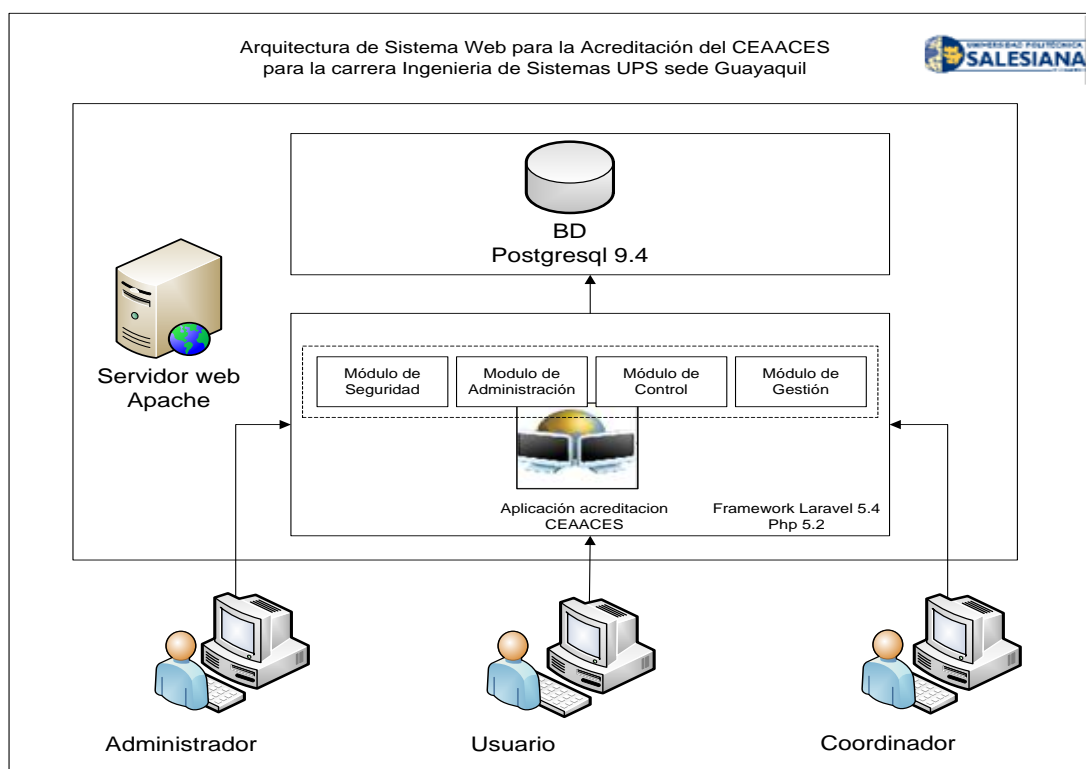 Arquitectura de Sistema Web para la Acreditación del CEAACES
para la carrera Ingenieria de Sistemas UPS sede Guayaquil
UNIVERSIDAD POLITÉCNICA
SALESIANA
BD
Postgresql 9.4
Servidor web
Apache
Módulo de
Seguridad
Modulo de
Administración
Módulo de
Control
Módulo de
Gestión
Aplicación acreditacion
CEAACES
Framework Laravel 5.4
Php 5.2
Administrador
Usuario
Coordinador